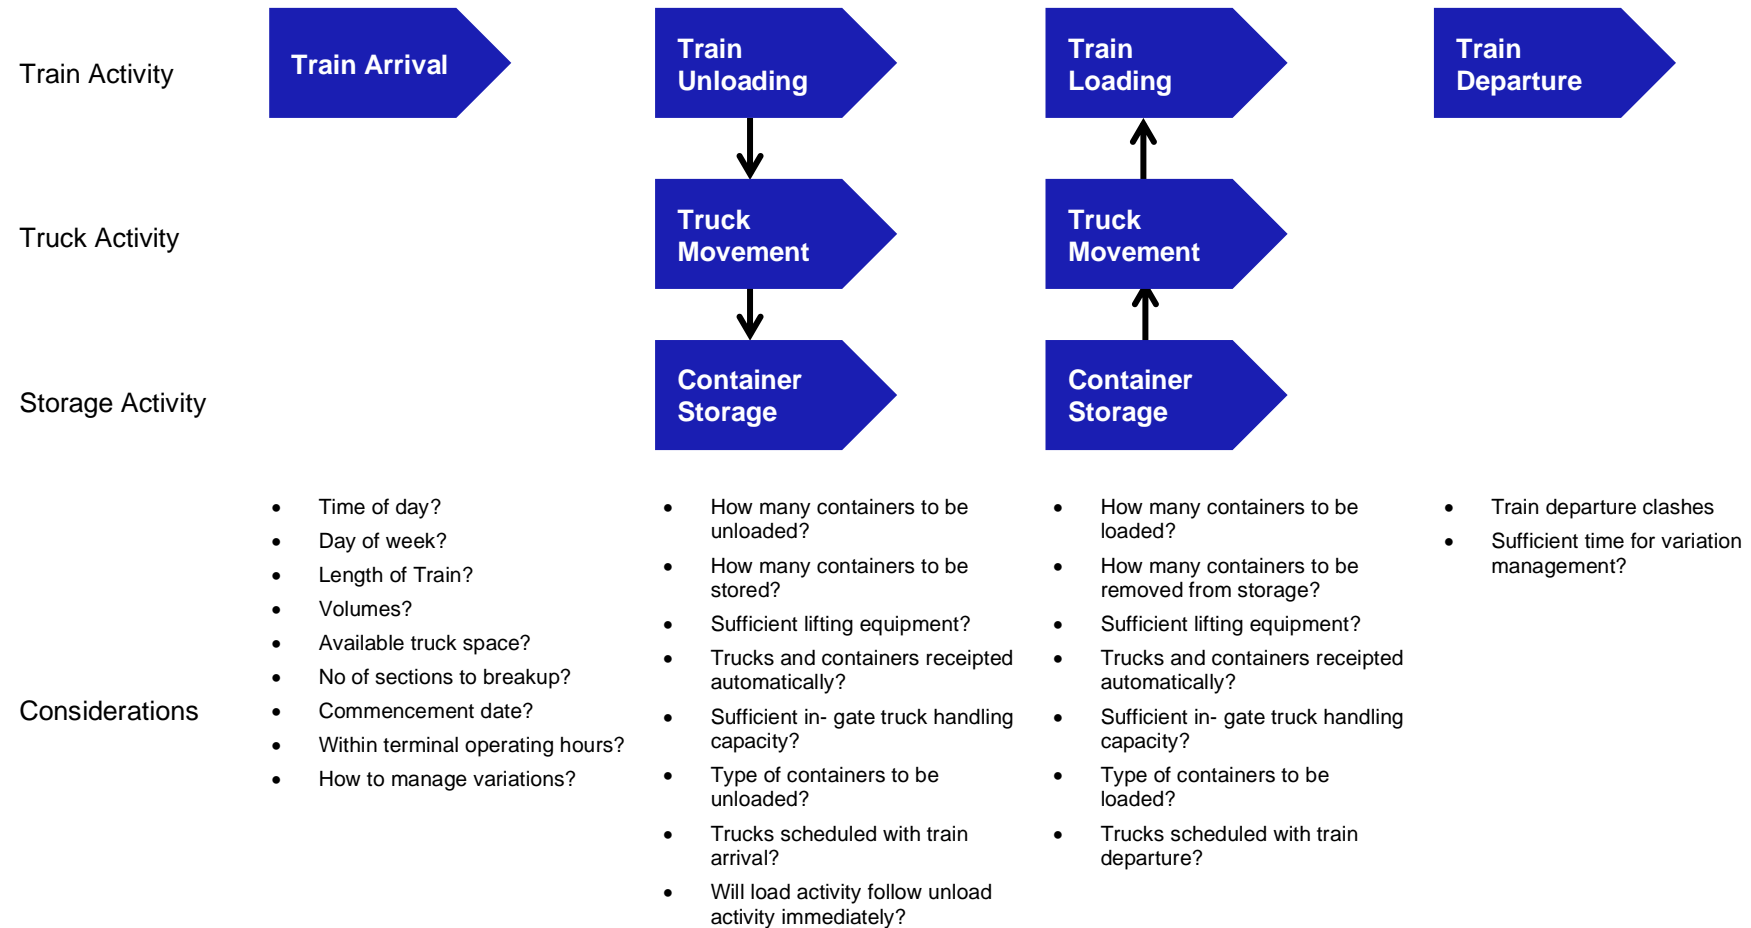 Train Activity
Train Arrival
Train
Unloading
Train
Loading
Train
Departure
Truck Activity
Truck
Movement
Truck
Movement
Storage Activity
Container
Storage
Container
Storage
Considerations
• Time of day?
• Day of week?
• Length of Train?
• Volumes?
• Available truck space?
• No of sections to breakup?
• Commencement date?
• Within terminal operating hours?
• How to manage variations?
• How many containers to be
unloaded?
• How many containers to be
stored?
• Sufficient lifting equipment?
• Trucks and containers receipted
automatically?
• Sufficient in- gate truck handling
capacity?
• Type of containers to be
unloaded?
• Trucks scheduled with train
arrival?
• Will load activity follow unload
activity immediately?
• How many containers to be
loaded?
• How many containers to be
removed from storage?
• Sufficient lifting equipment?
• Trucks and containers receipted
automatically?
• Sufficient in- gate truck handling
capacity?
• Type of containers to be
loaded?
• Trucks scheduled with train
departure?
• Train departure clashes
• Sufficient time for variation
management?